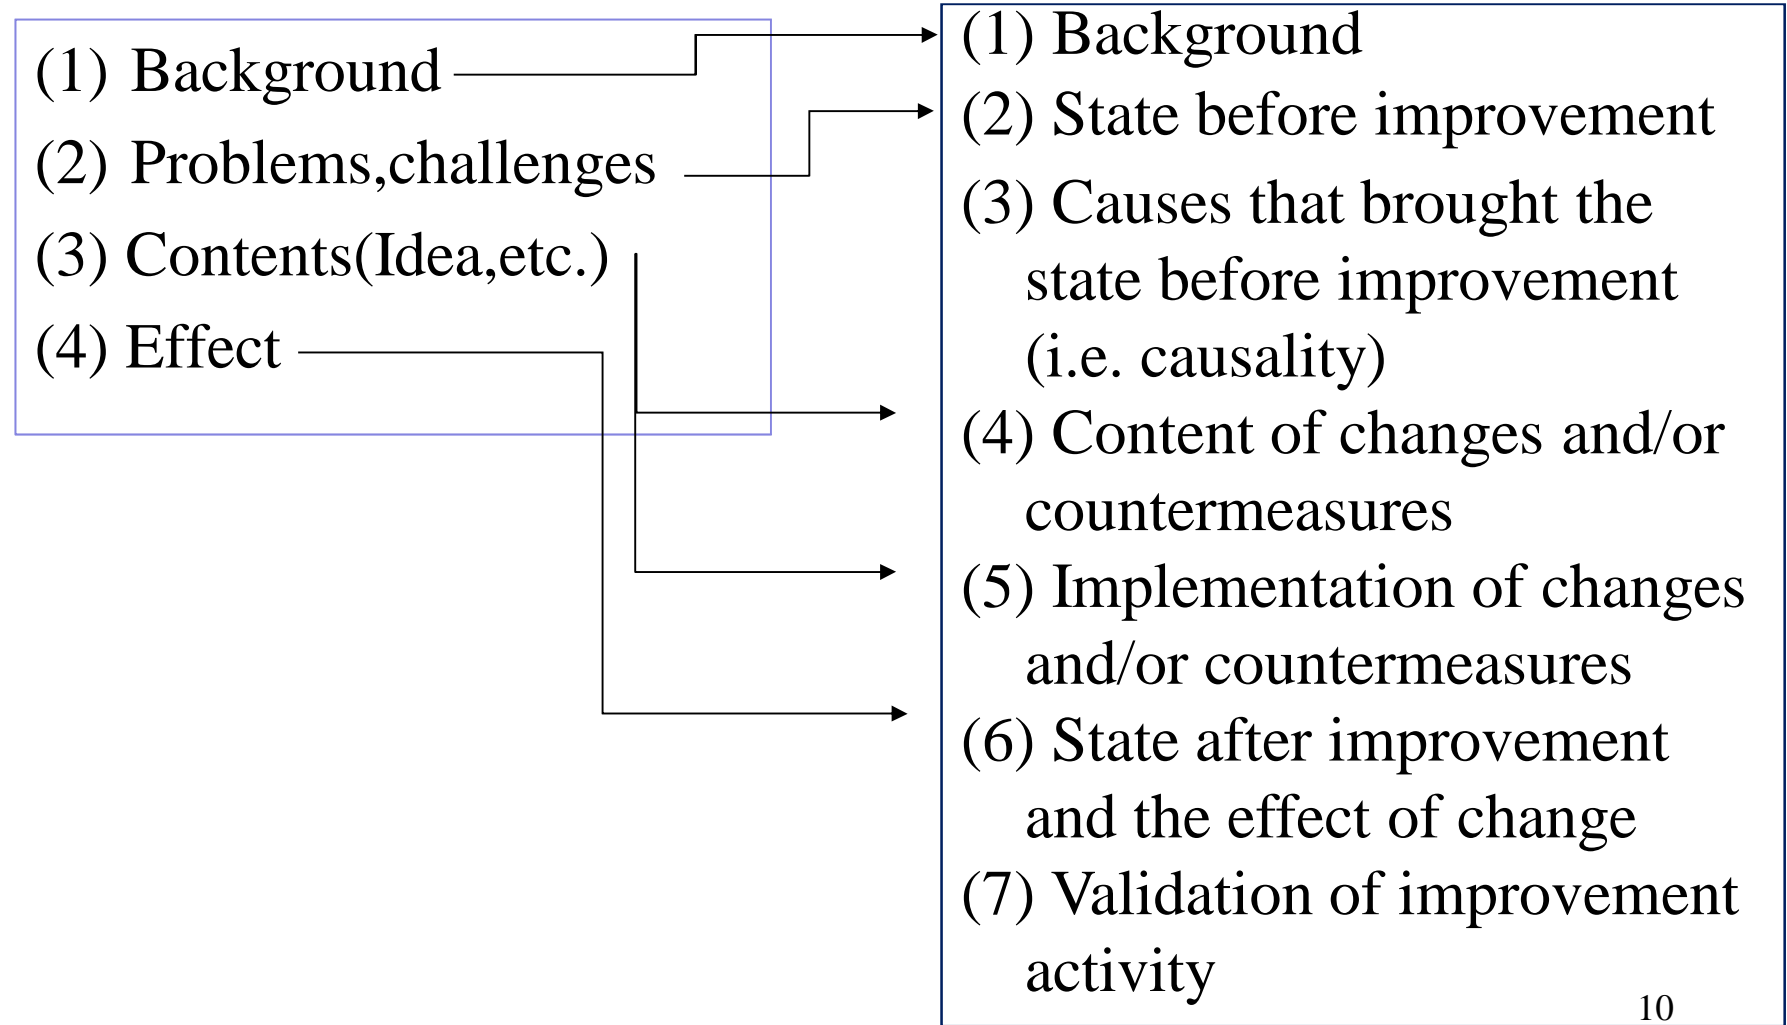 (1) Background
(2) Problems,challenges
(3) Contents(Idea,etc.)
(4) Effect
(1) Background
(2) State before improvement
(3) Causes that brought the
state before improvement
(i.e. causality)
(4) Content of changes and/or
countermeasures
(5) Implementation of changes
and/or countermeasures
(6) State after improvement
and the effect of change
(7) Validation of improvement
activity
10